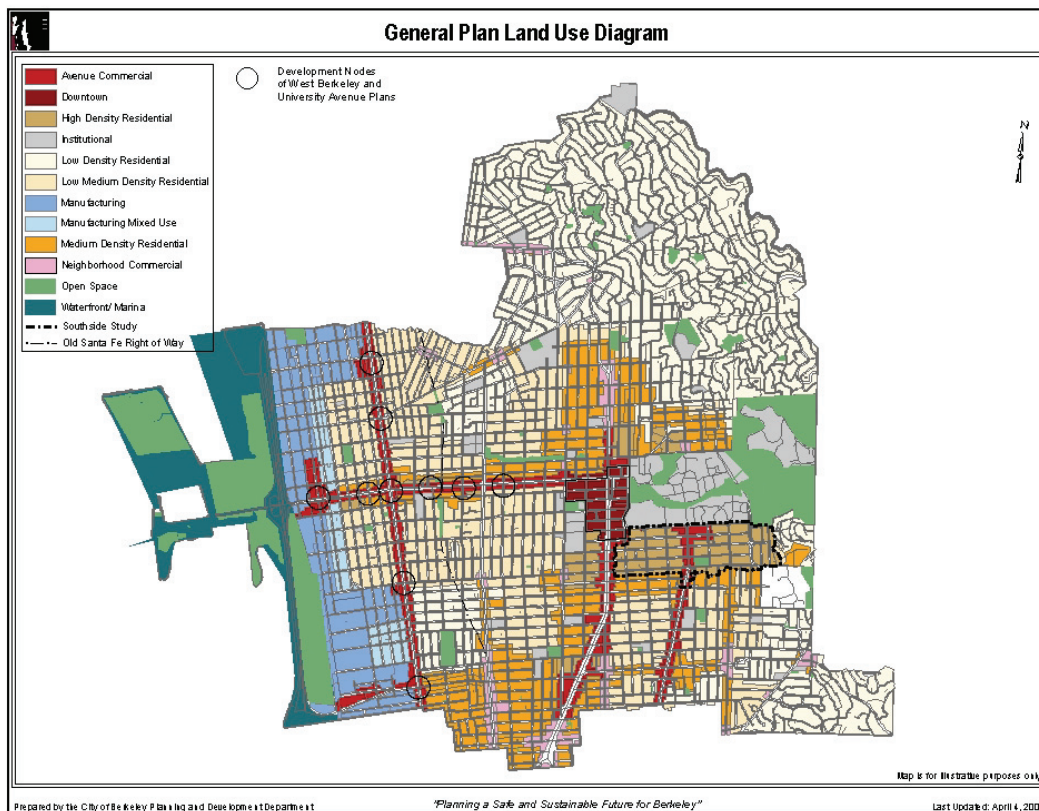 General Plan Land Use Diagram
Avenue Commercial
Downtown
High Density Residential
Institutional
Low Density Residential
Low Medium Density Residential
Manufacturing
Manufacturing Mixed Use
Medium Density Residential
Neighborhood Commercial
Open Space
Waterfront/ Marina
Southside Study
Old Santa Fe Right of Way
Development Nodes
of West Berkeley and
University Avenue Plans
N
Map is for illustrative purposes only
Prepared by the City of Berkeley Planning and Development Department
"Planning a Safe and Sustainable Future for Berkeley"
Last Updated: April 4, 200